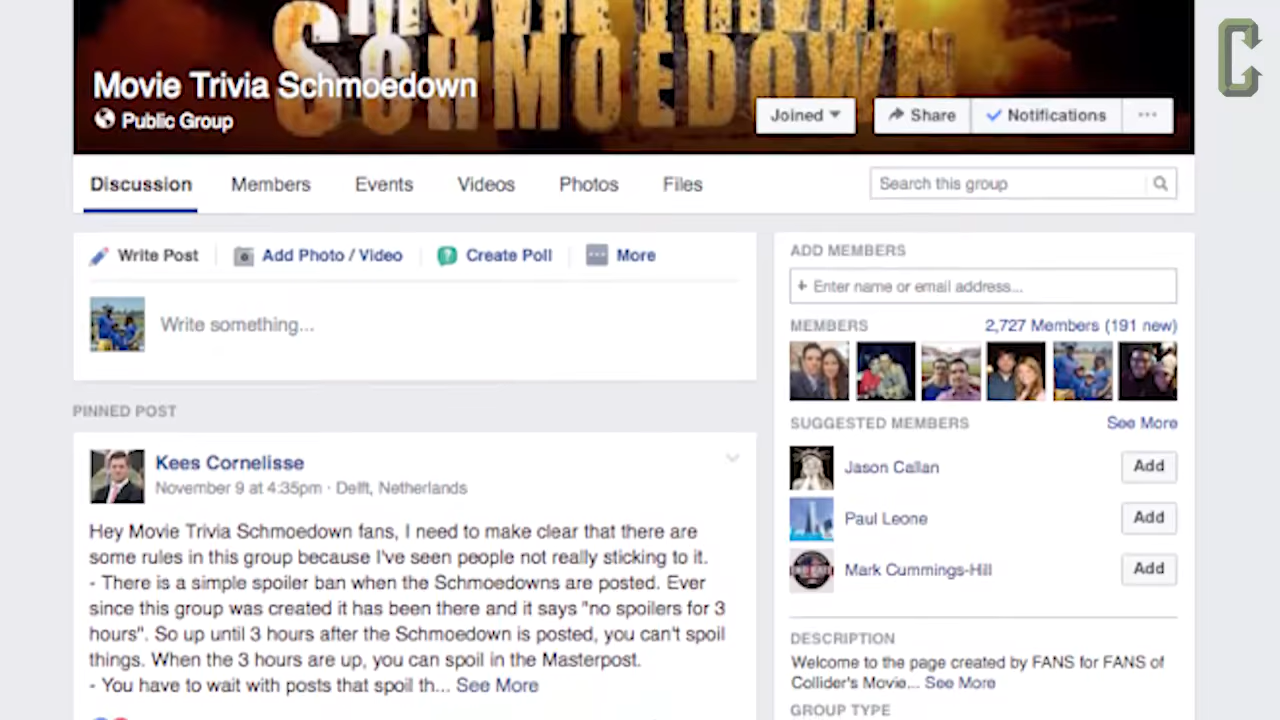 MOVIE TRIVIA
SCHMOEDOWN
Movie Trivia Schmoedown
Public Group
Joined
Share
Notifications
Discussion
Members
Events
Videos
Photos
Files
Search this group
Write Post
Add Photo / Video
Create Poll
More
Write something...
PINNED POST
Kees Cornelisse
November 9 at 4:35pm · Delft, Netherlands
Hey Movie Trivia Schmoedown fans, I need to make clear that there are
some rules in this group because I've seen people not really sticking to it.
- There is a simple spoiler ban when the Schmoedowns are posted. Ever
since this group was created it has been there and it says "no spoilers for 3
hours". So up until 3 hours after the Schmoedown is posted, you can't spoil
things. When the 3 hours are up, you can spoil in the Masterpost.
- You have to wait with posts that spoil th... See More
ADD MEMBERS
+ Enter name or email address...
MEMBERS
2,727 Members (191 new)
SUGGESTED MEMBERS
See More
Jason Callan
Add
Paul Leone
Add
Mark Cummings-Hill
Add
DESCRIPTION
Welcome to the page created by FANS for FANS of
Collider's Movie... See More
GROUP TYPE
C